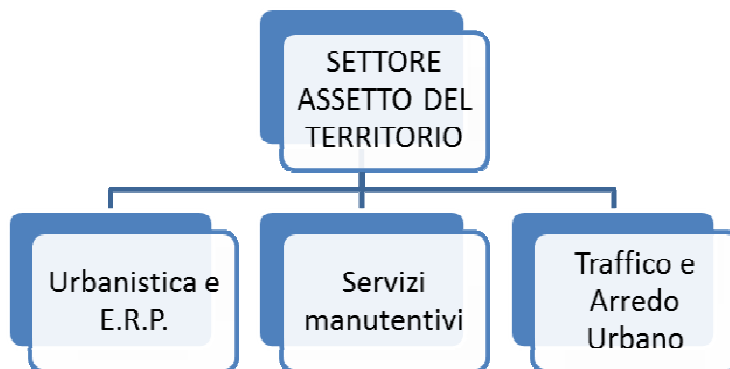 SETTORE
ASSETTO DEL
TERRITORIO
Urbanistica e
E.R.P.
Servizi
manutentivi
Traffico e
Arredo
Urbano